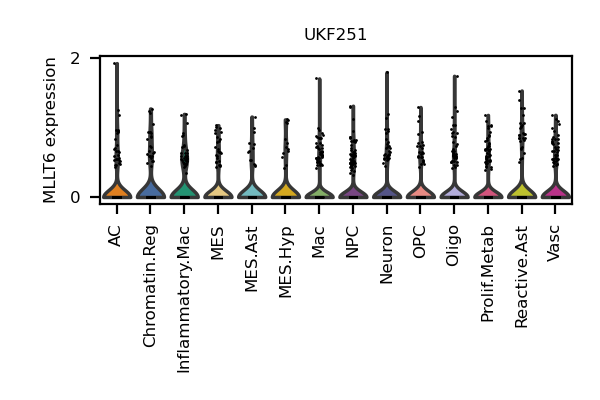 UKF251
MLLT6 expression
2
0
AC
Chromatin.Reg
Inflammatory.Mac
MES
MES.Ast
MES.Hyp
Mac
NPC
Neuron
OPC
Oligo
Prolif.Metab
Reactive.Ast
Vasc